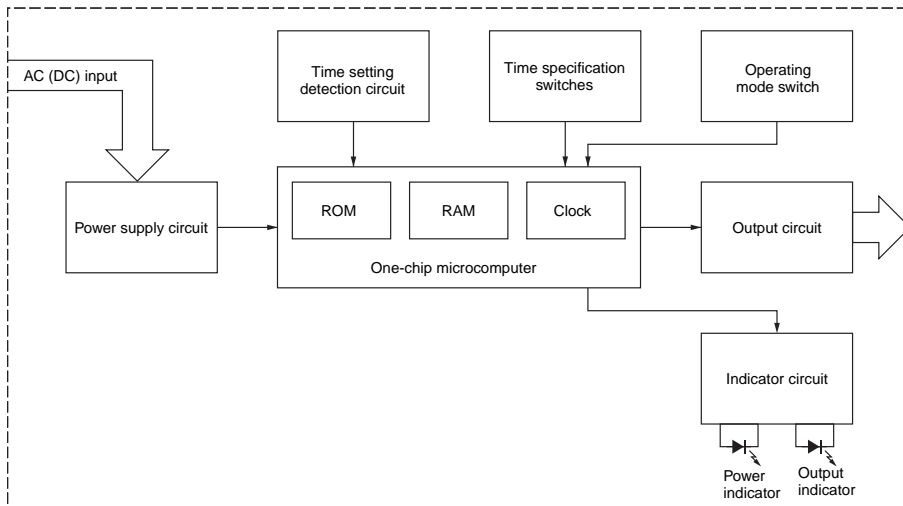 AC (DC) input
Time setting
detection circuit
Time specification
switches
Operating
mode switch
Power supply circuit
ROM
RAM
Clock
One-chip microcomputer
Output circuit
Indicator circuit
Power
indicator
Output
indicator